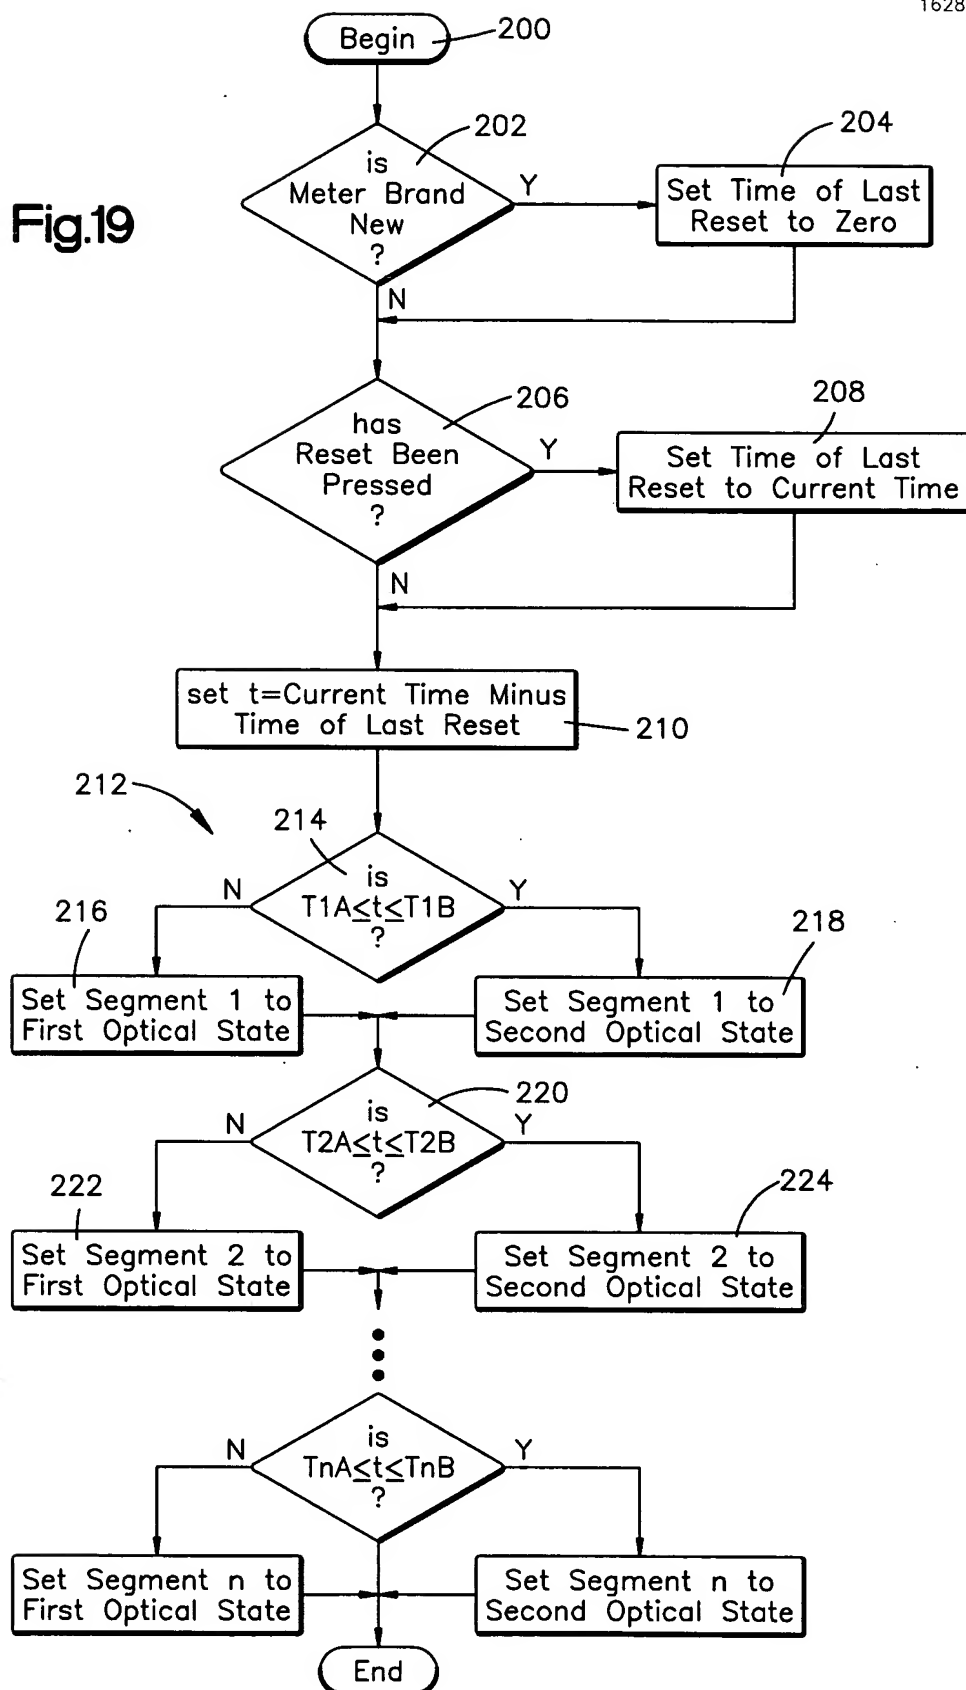 1628
Begin
200
202
is
Meter Brand
New
?
Y
204
Set Time of Last
Reset to Zero
Fig.19
N
206
has
Reset Been
Pressed
?
Y
208
Set Time of Last
Reset to Current Time
N
set t=Current Time Minus
Time of Last Reset
210
212
214
is
T1A≤t≤T1B
?
N
Y
216
Set Segment 1 to
First Optical State
218
Set Segment 1 to
Second Optical State
220
is
T2A≤t≤T2B
?
N
Y
222
Set Segment 2 to
First Optical State
224
Set Segment 2 to
Second Optical State
is
TnA≤t≤TnB
?
N
Y
Set Segment n to
First Optical State
Set Segment n to
Second Optical State
End